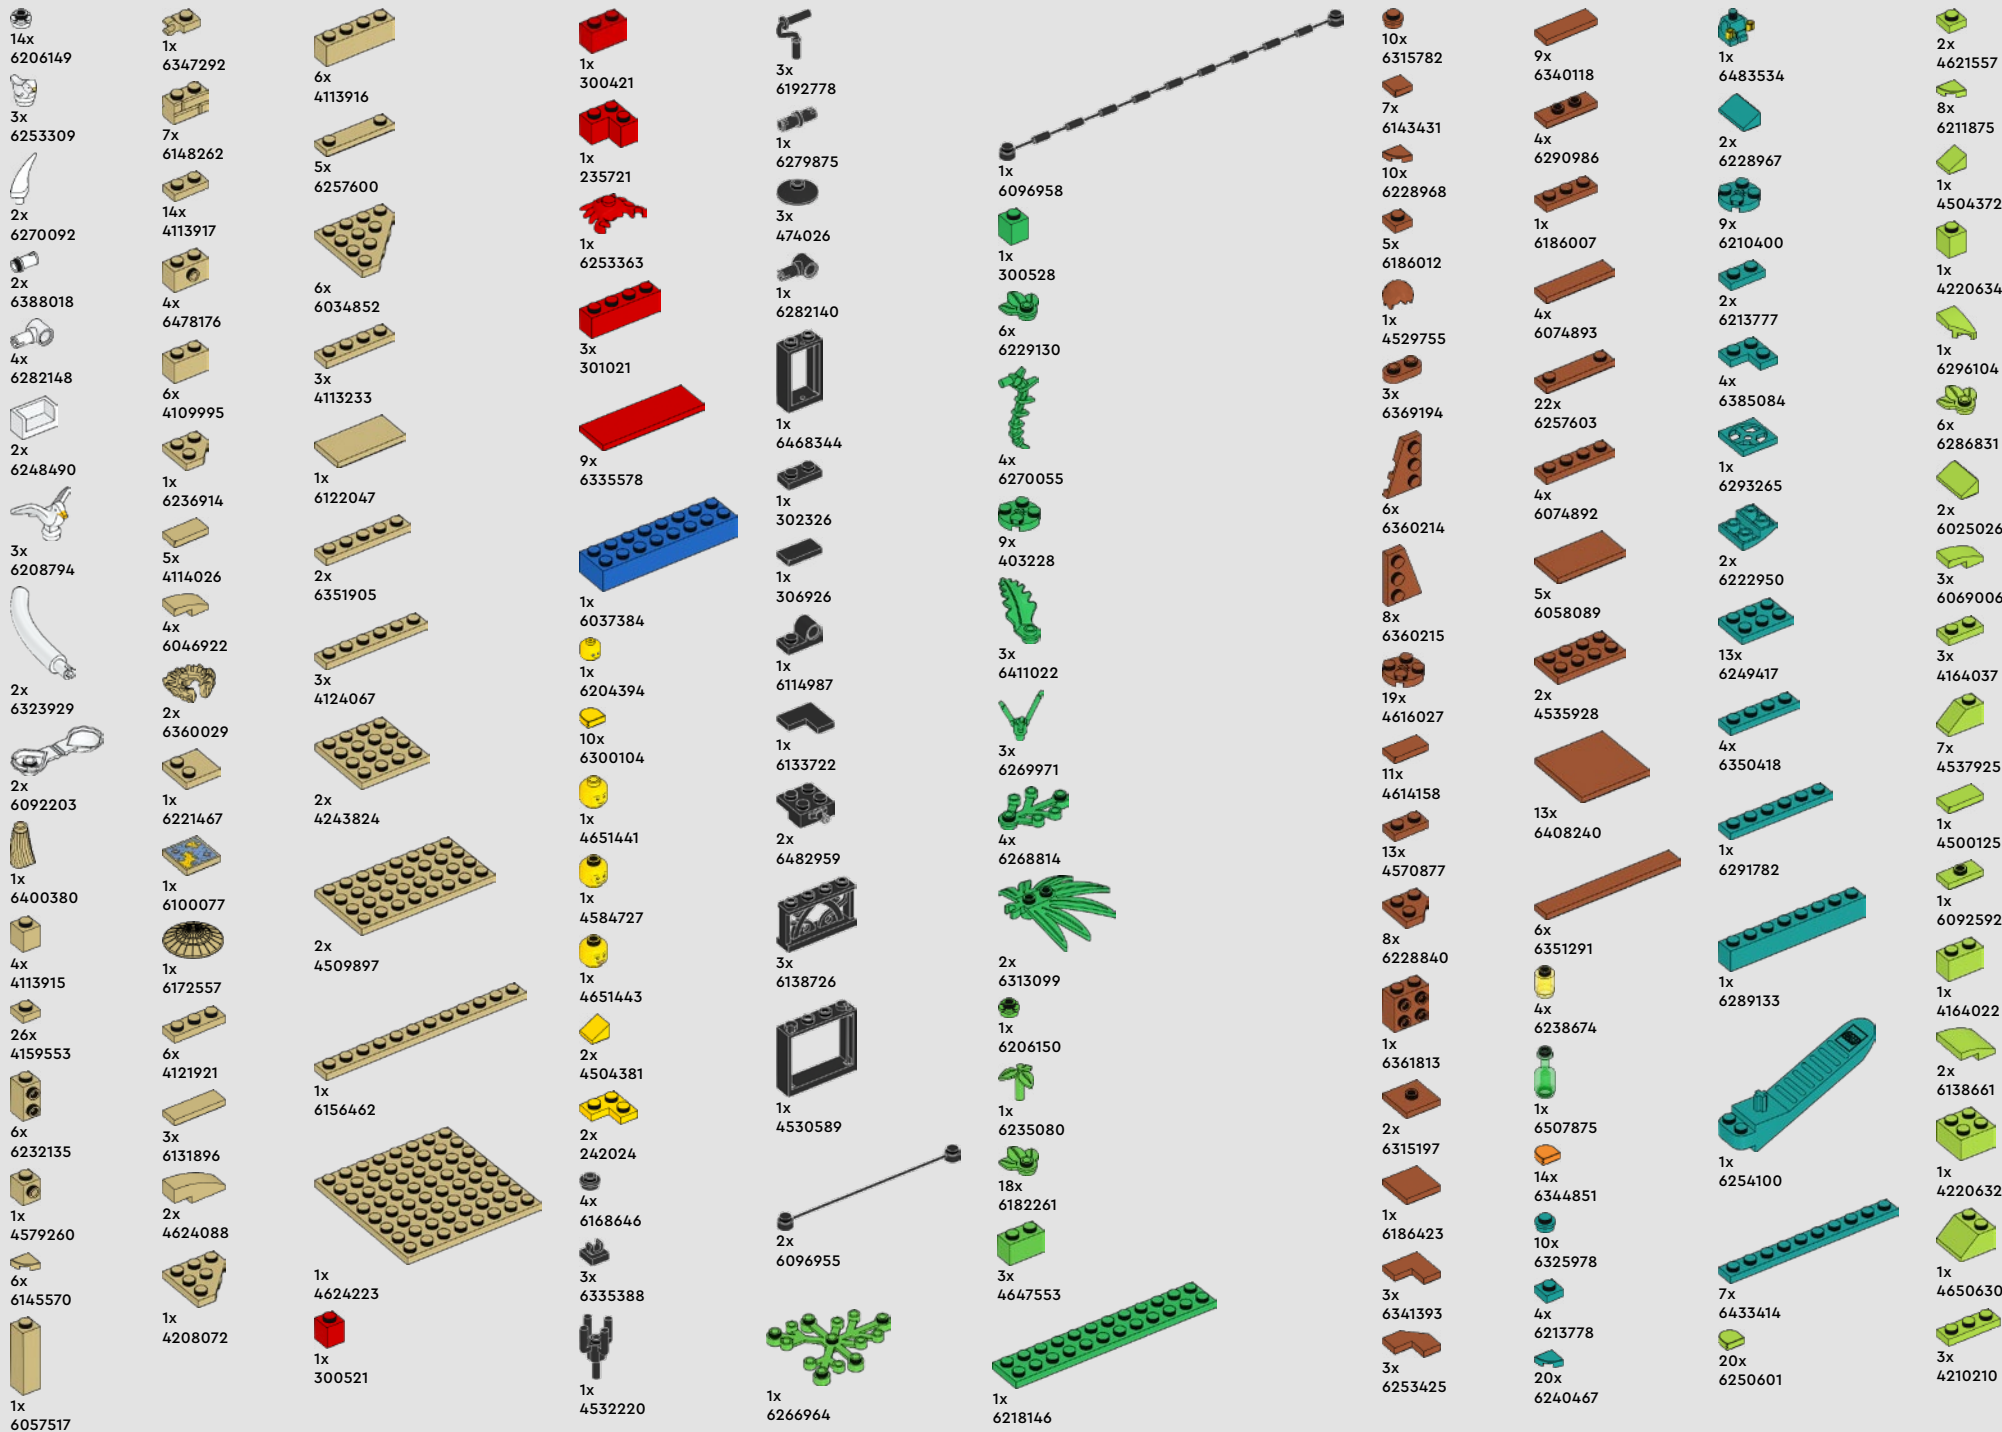 14x
6206149
3x
6253309
2x
6270092
2x
6388018
4x
6282148
2x
6248490
3x
6208794
2x
6323929
2x
6092203
1x
6400380
4x
4113915
26x
4159553
6x
6232135
1x
4579260
6x
6145570
1x
6057517
1x
6347292
7x
6148262
14x
4113917
4x
6478176
6x
4109995
1x
6236914
5x
4114026
4x
6046922
2x
6360029
1x
6221467
1x
6100077
1x
6172557
6x
4121921
3x
6131896
2x
4624088
1x
4208072
6x
4113916
5x
6257600
6x
6034852
3x
4113233
1x
6122047
2x
6351905
3x
4124067
2x
4243824
2x
4509897
1x
6156462
1x
4624223
1x
300521
1x
300421
1x
235721
1x
6253363
3x
301021
9x
6335578
1x
6037384
1x
6204394
10x
6300104
1x
4651441
1x
4584727
1x
4651443
2x
4504381
2x
242024
4x
6168646
3x
6335388
1x
4532220
3x
6192778
1x
6279875
3x
474026
1x
6282140
1x
6468344
1x
302326
1x
306926
1x
6114987
1x
6133722
2x
6482959
3x
6138726
1x
4530589
2x
6096955
1x
6266964
1x
6096958
1x
300528
6x
6229130
4x
6270055
9x
403228
3x
6411022
3x
6269971
4x
6268814
2x
6313099
1x
6206150
1x
6235080
18x
6182261
3x
4647553
1x
6218146
10x
6315782
7x
6143431
10x
6228968
5x
6186012
1x
4529755
3x
6369194
6x
6360214
8x
6360215
19x
4616027
11x
4614158
13x
4570877
8x
6228840
1x
6361813
2x
6315197
1x
6186423
3x
6341393
3x
6253425
9x
6340118
4x
6290986
1x
6186007
4x
6074893
22x
6257603
4x
6074892
5x
6058089
2x
4535928
13x
6408240
6x
6351291
4x
6238674
1x
6507875
14x
6344851
10x
6325978
4x
6213778
20x
6240467
1x
6483534
2x
6228967
9x
6210400
2x
6213777
4x
6385084
1x
6293265
2x
6222950
13x
6249417
4x
6350418
1x
6291782
1x
6289133
1x
6254100
7x
6433414
20x
6250601
2x
4621557
8x
6211875
1x
4504372
1x
4220634
1x
6296104
6x
6286831
2x
6025026
3x
6069006
3x
4164037
7x
4537925
1x
4500125
1x
6092592
1x
4164022
2x
6138661
1x
4220632
1x
4650630
3x
4210210